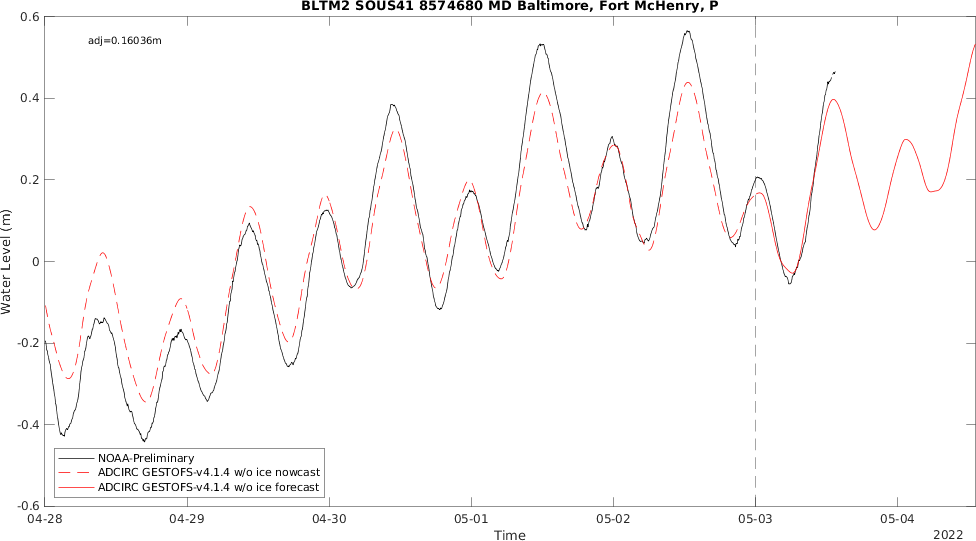 BLTM2 SOUS41 8574680 MD Baltimore, Fort McHenry, P
adj=0.16036m
0.6
0.4
0.2
0
-0.2
-0.4
-0.6
Water Level (m)
NOAA-Preliminary
ADCIRC GESTOFS-v4.1.4 w/o ice nowcast
ADCIRC GESTOFS-v4.1.4 w/o ice forecast
04-28 04-29 04-30 05-01 05-02 05-03 05-04
Time
2022